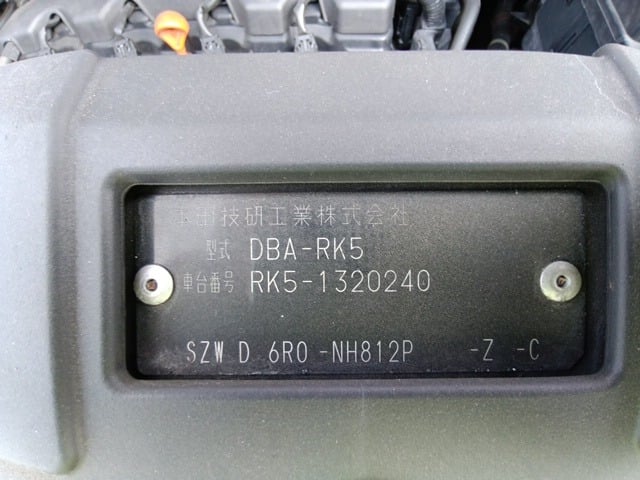 本田技研工業株式会社
型式 DBA-RK5
車台番号 RK5-1320240
SZW D 6R0 -NH812P -Z -C